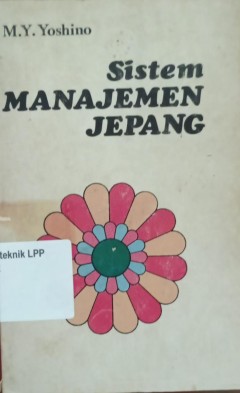 M.Y. Yoshino
Sistem
MANAJEMEN
JEPANG
teknik LPP